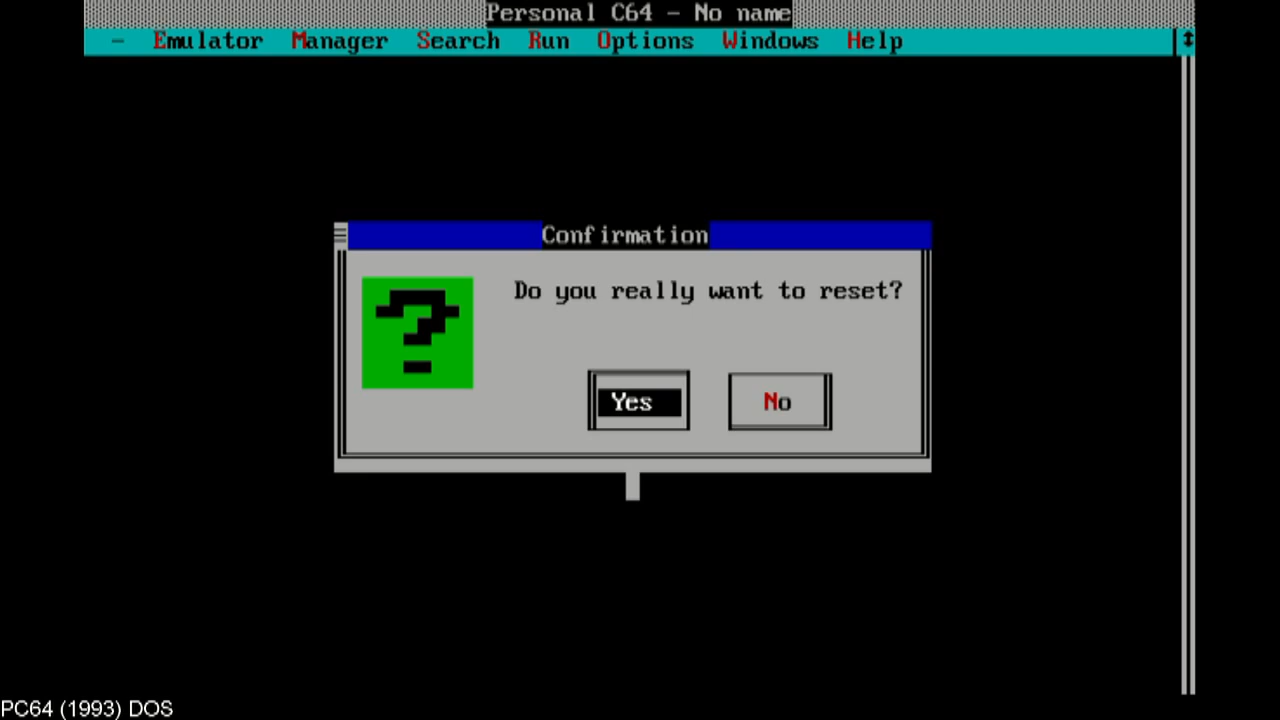 Personal C64 - No name
- Emulator Manager Search Run Options Windows Help
Confirmation
?
Do you really want to reset?
Yes No
PC64 (1993) DOS